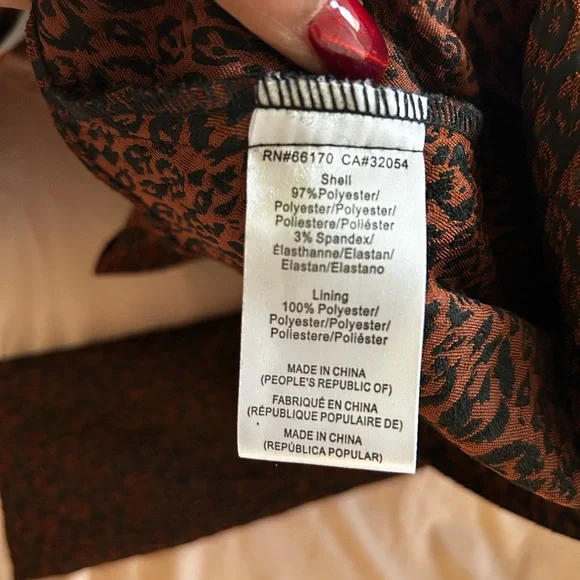 RN#66170 CA#32054
Shell
97%Polyester/
Polyester/Polyester/
Poliestere/Poliéster
3% Spandex/
Élasthanne/Elastan/
Elastan/Elastano
Lining
100% Polyester/
Polyester/Polyester/
Poliestere/Poliéster
MADE IN CHINA
(PEOPLE'S REPUBLIC OF)
FABRIQUÉ EN CHINA
(RÉPUBLIQUE POPULAIRE DE)
MADE IN CHINA
(REPÚBLICA POPULAR)